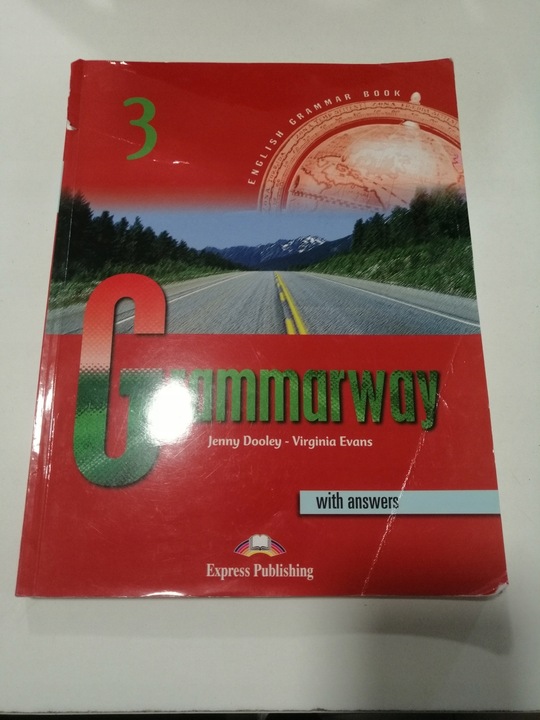 3
ENGLISH GRAMMAR BOOK
Grammarway
Jenny Dooley - Virginia Evans
with answers
Express Publishing